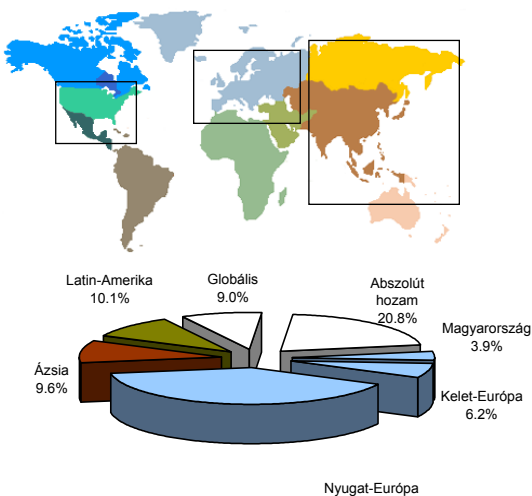 Latin-Amerika
10.1%
Globális
9.0%
Abszolút
hozam
20.8%
Magyarország
3.9%
Ázsia
9.6%
Kelet-Európa
6.2%
Nyugat-Európa